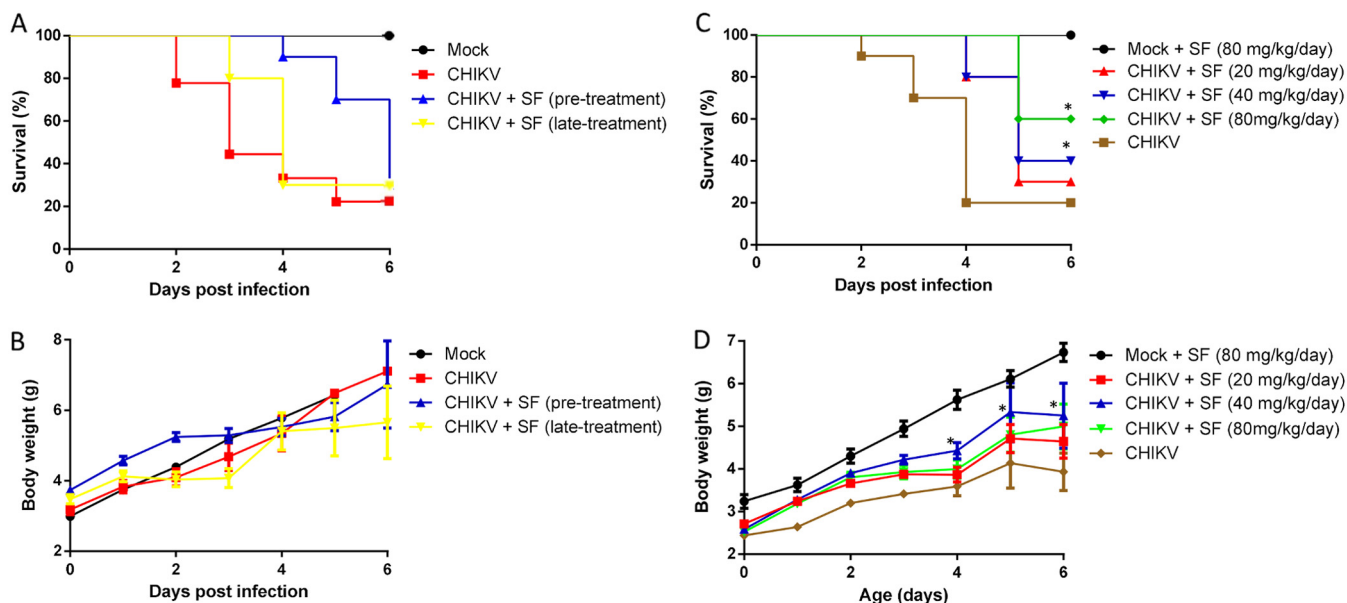 A
Survival (%)
100
80
60
40
20
0
0 2 4 6
Days post infection
Mock
CHIKV
CHIKV + SF (pre-treatment)
CHIKV + SF (late-treatment)
C
Survival (%)
100
80
60
40
20
0
0 2 4 6
Days post infection
*
*
Mock + SF (80 mg/kg/day)
CHIKV + SF (20 mg/kg/day)
CHIKV + SF (40 mg/kg/day)
CHIKV + SF (80mg/kg/day)
CHIKV
B
Body weight (g)
8
6
4
2
0 2 4 6
Days post infection
Mock
CHIKV
CHIKV + SF (pre-treatment)
CHIKV + SF (late-treatment)
D
Body weight (g)
7
6
5
4
3
2
0 2 4 6
Age (days)
* * *
Mock + SF (80 mg/kg/day)
CHIKV + SF (20 mg/kg/day)
CHIKV + SF (40 mg/kg/day)
CHIKV + SF (80mg/kg/day)
CHIKV